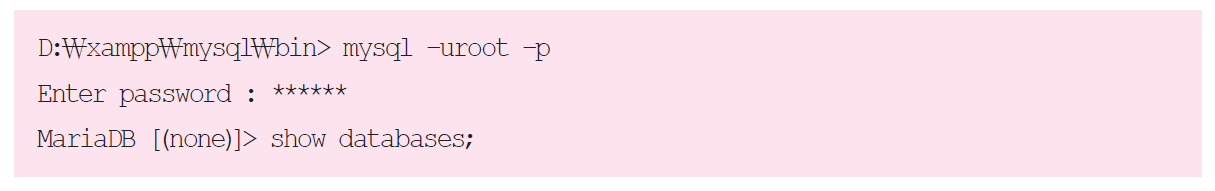 D:₩xampp₩mysql₩bin> mysql -uroot -p
Enter password : ******
MariaDB [(none)]> show databases;